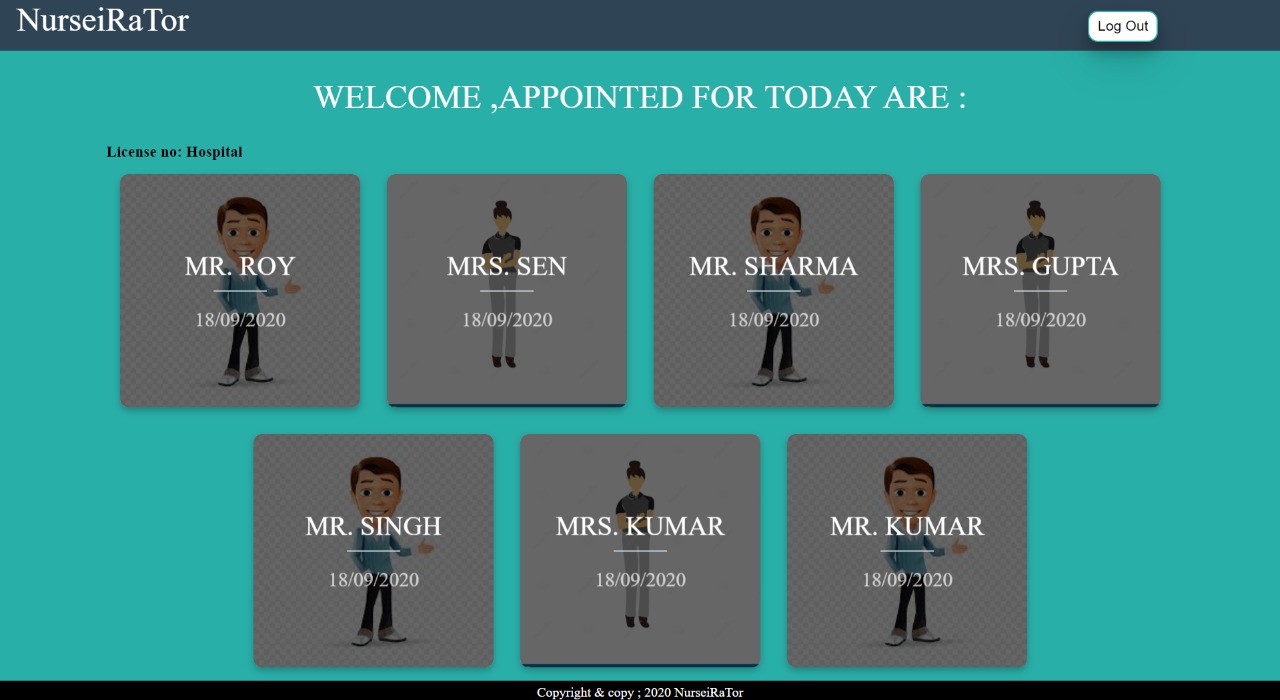 NurseiRaTor
Log Out
WELCOME ,APPOINTED FOR TODAY ARE :
License no: Hospital
MR. ROY
18/09/2020
MRS. SEN
18/09/2020
MR. SHARMA
18/09/2020
MRS. GUPTA
18/09/2020
MR. SINGH
18/09/2020
MRS. KUMAR
18/09/2020
MR. KUMAR
18/09/2020
Copyright & copy ; 2020 NurseiRaTor